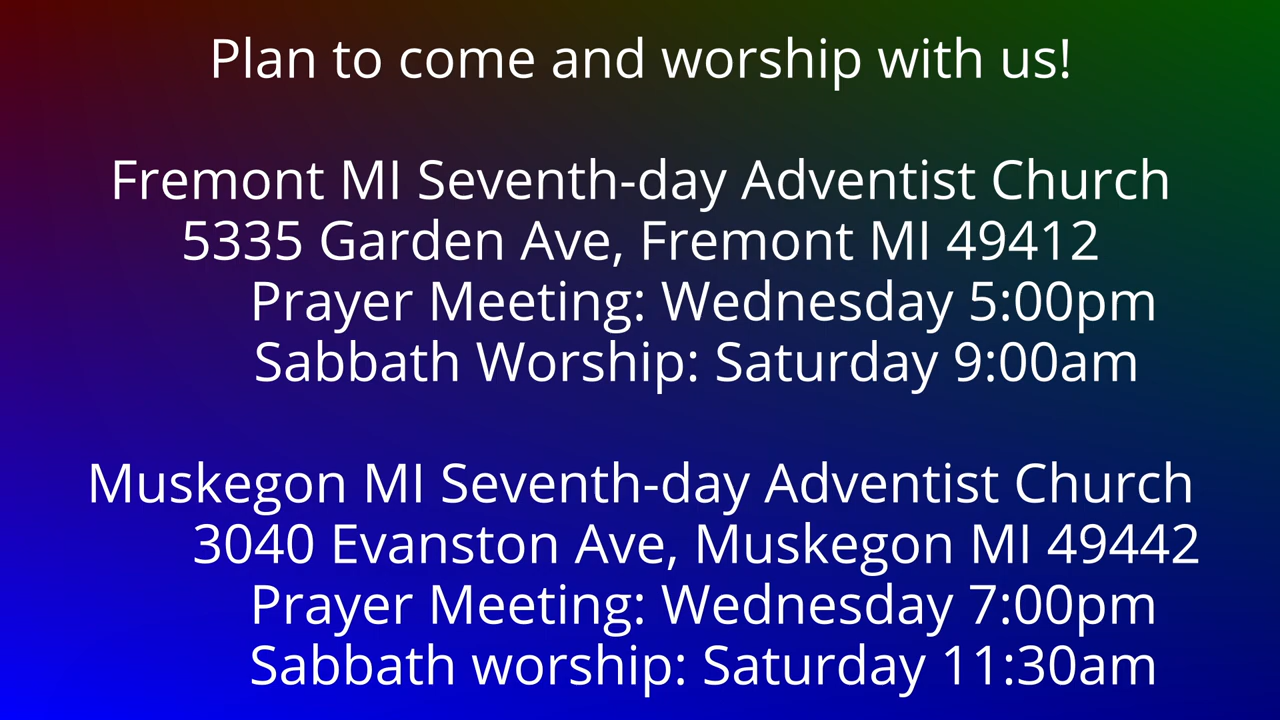 Plan to come and worship with us!
Fremont MI Seventh-day Adventist Church
5335 Garden Ave, Fremont MI 49412
Prayer Meeting: Wednesday 5:00pm
Sabbath Worship: Saturday 9:00am
Muskegon MI Seventh-day Adventist Church
3040 Evanston Ave, Muskegon MI 49442
Prayer Meeting: Wednesday 7:00pm
Sabbath worship: Saturday 11:30am